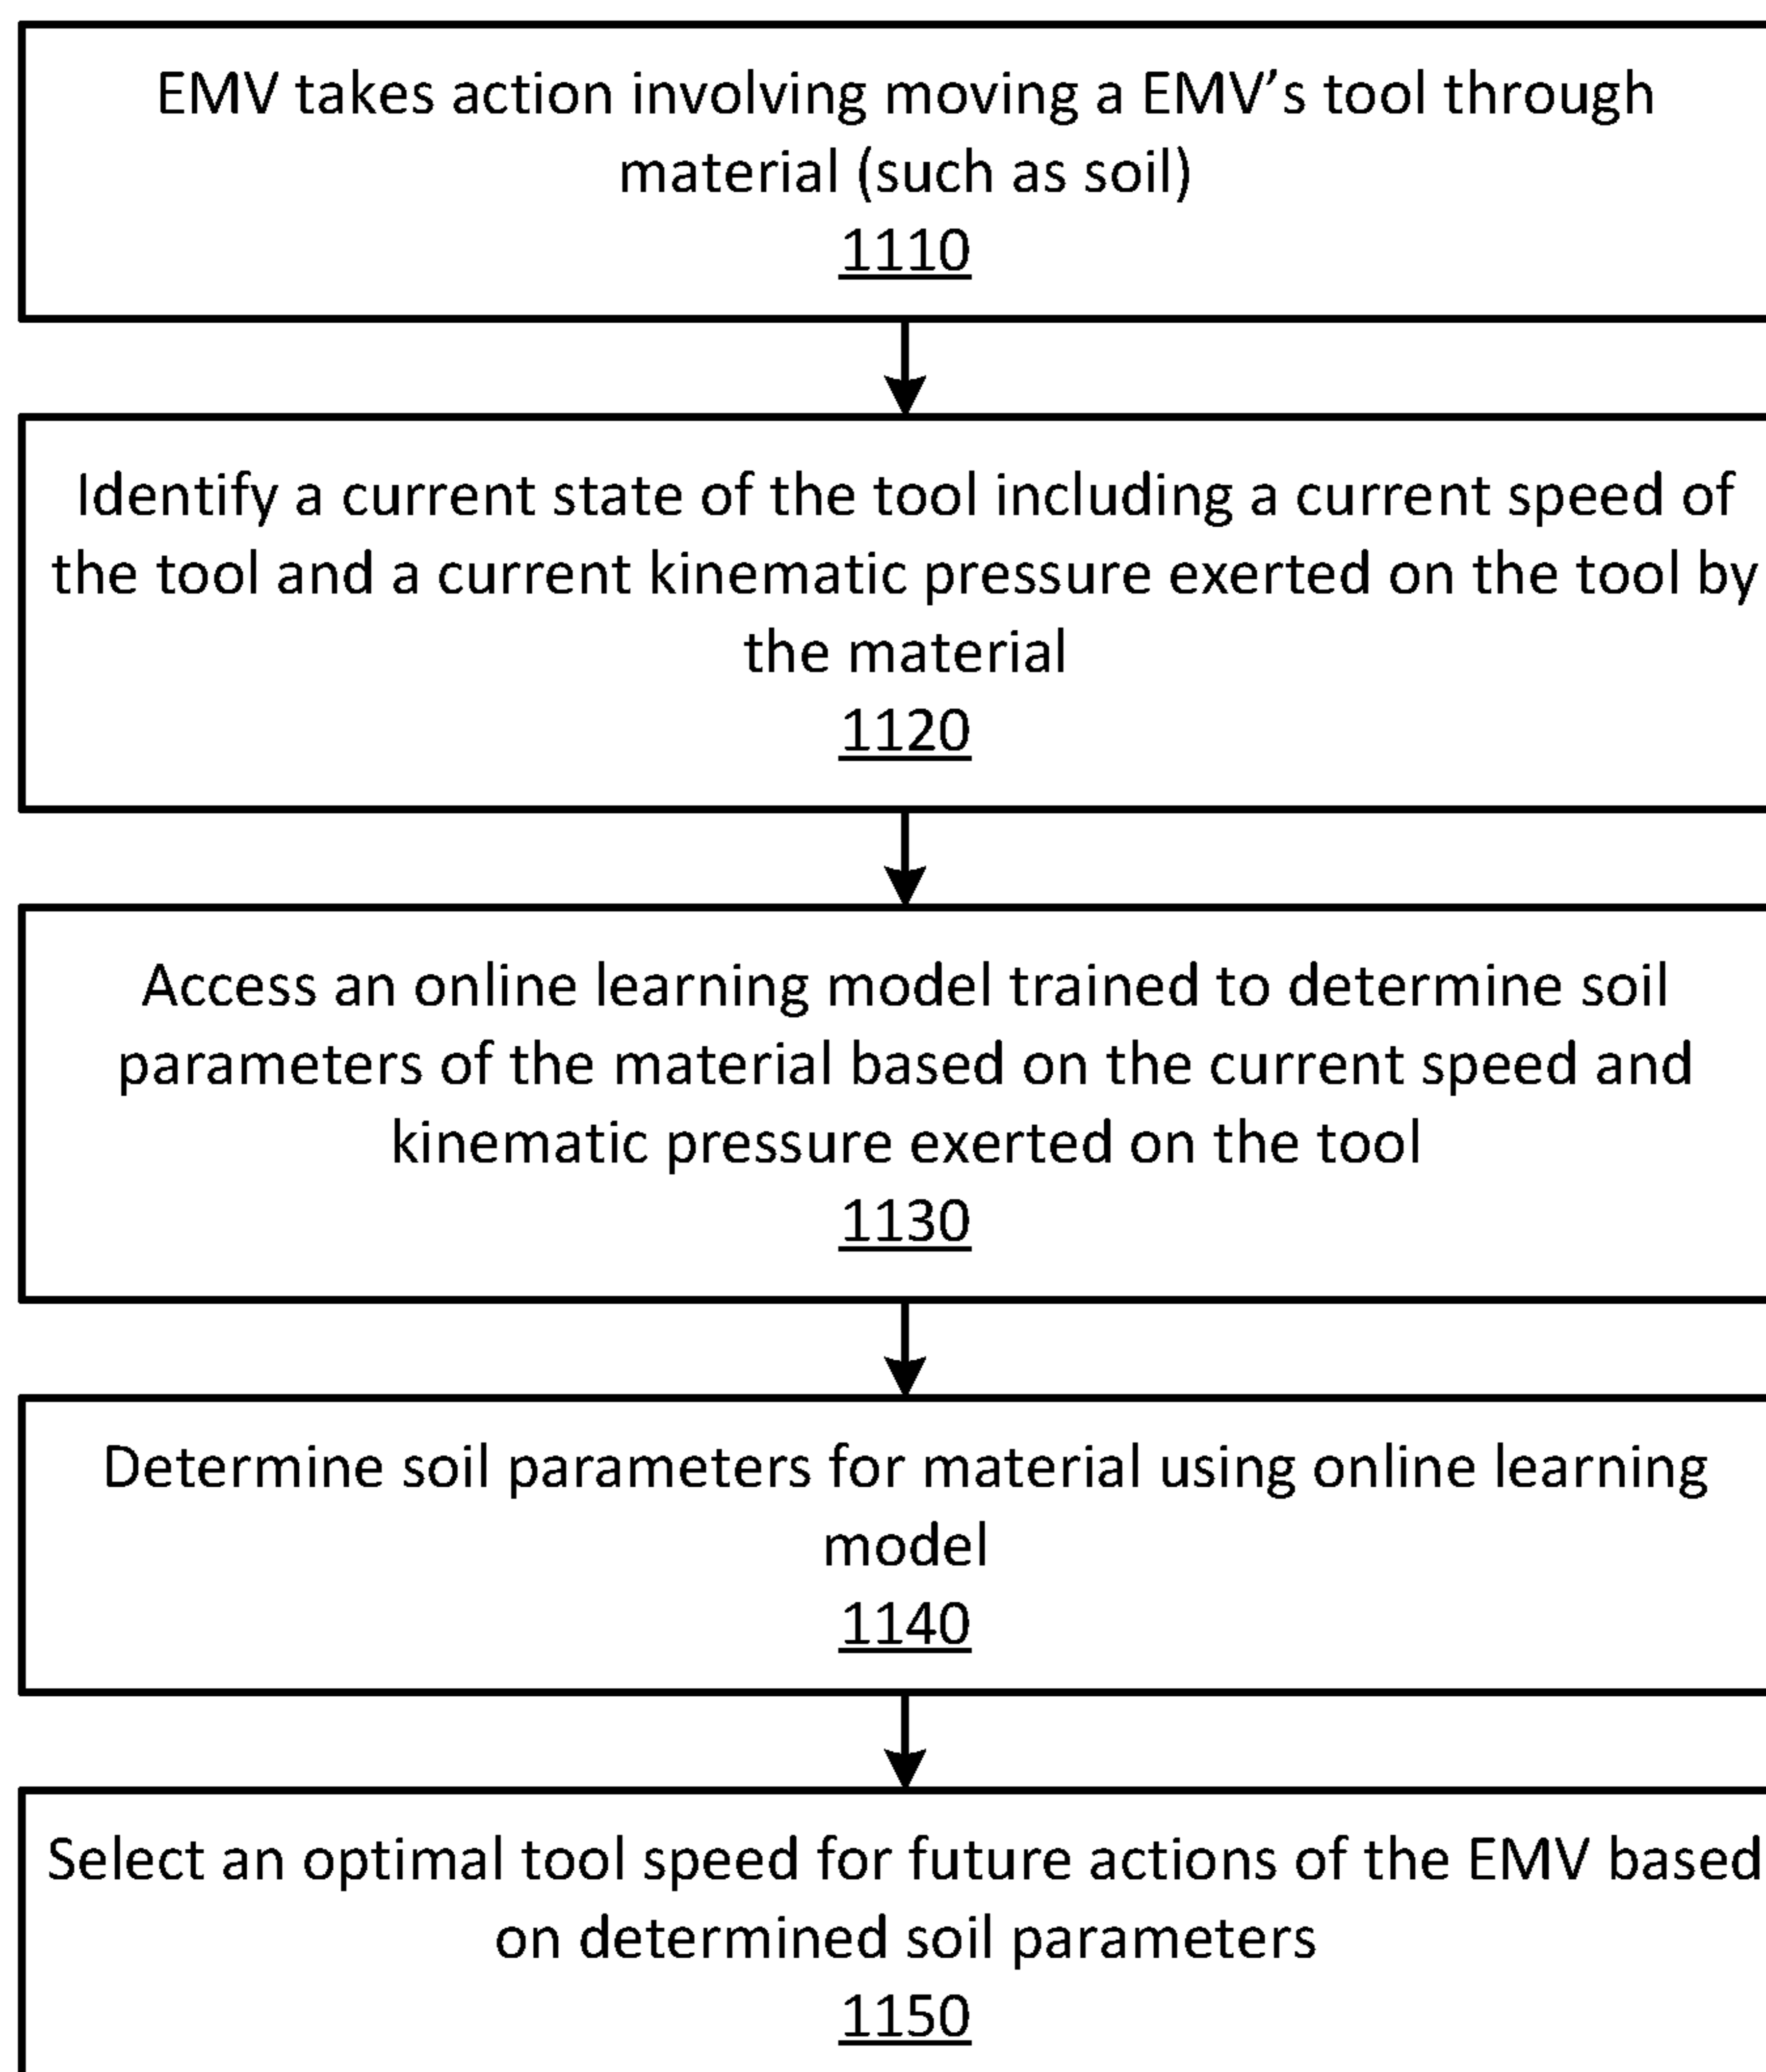 EMV takes action involving moving a EMV’s tool through
material (such as soil)
1110
Identify a current state of the tool including a current speed of
the tool and a current kinematic pressure exerted on the tool by
the material
1120
Access an online learning model trained to determine soil
parameters of the material based on the current speed and
kinematic pressure exerted on the tool
1130
Determine soil parameters for material using online learning
model
1140
Select an optimal tool speed for future actions of the EMV based
on determined soil parameters
1150